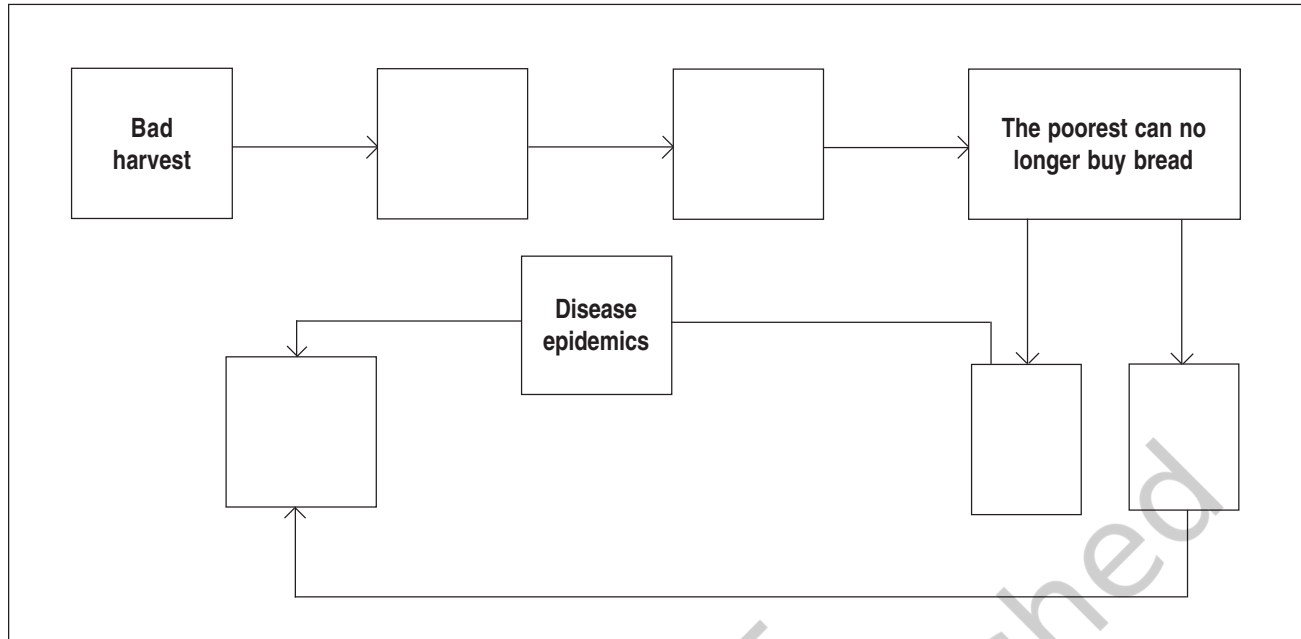 Bad
harvest
The poorest can no
longer buy bread
Disease
epidemics